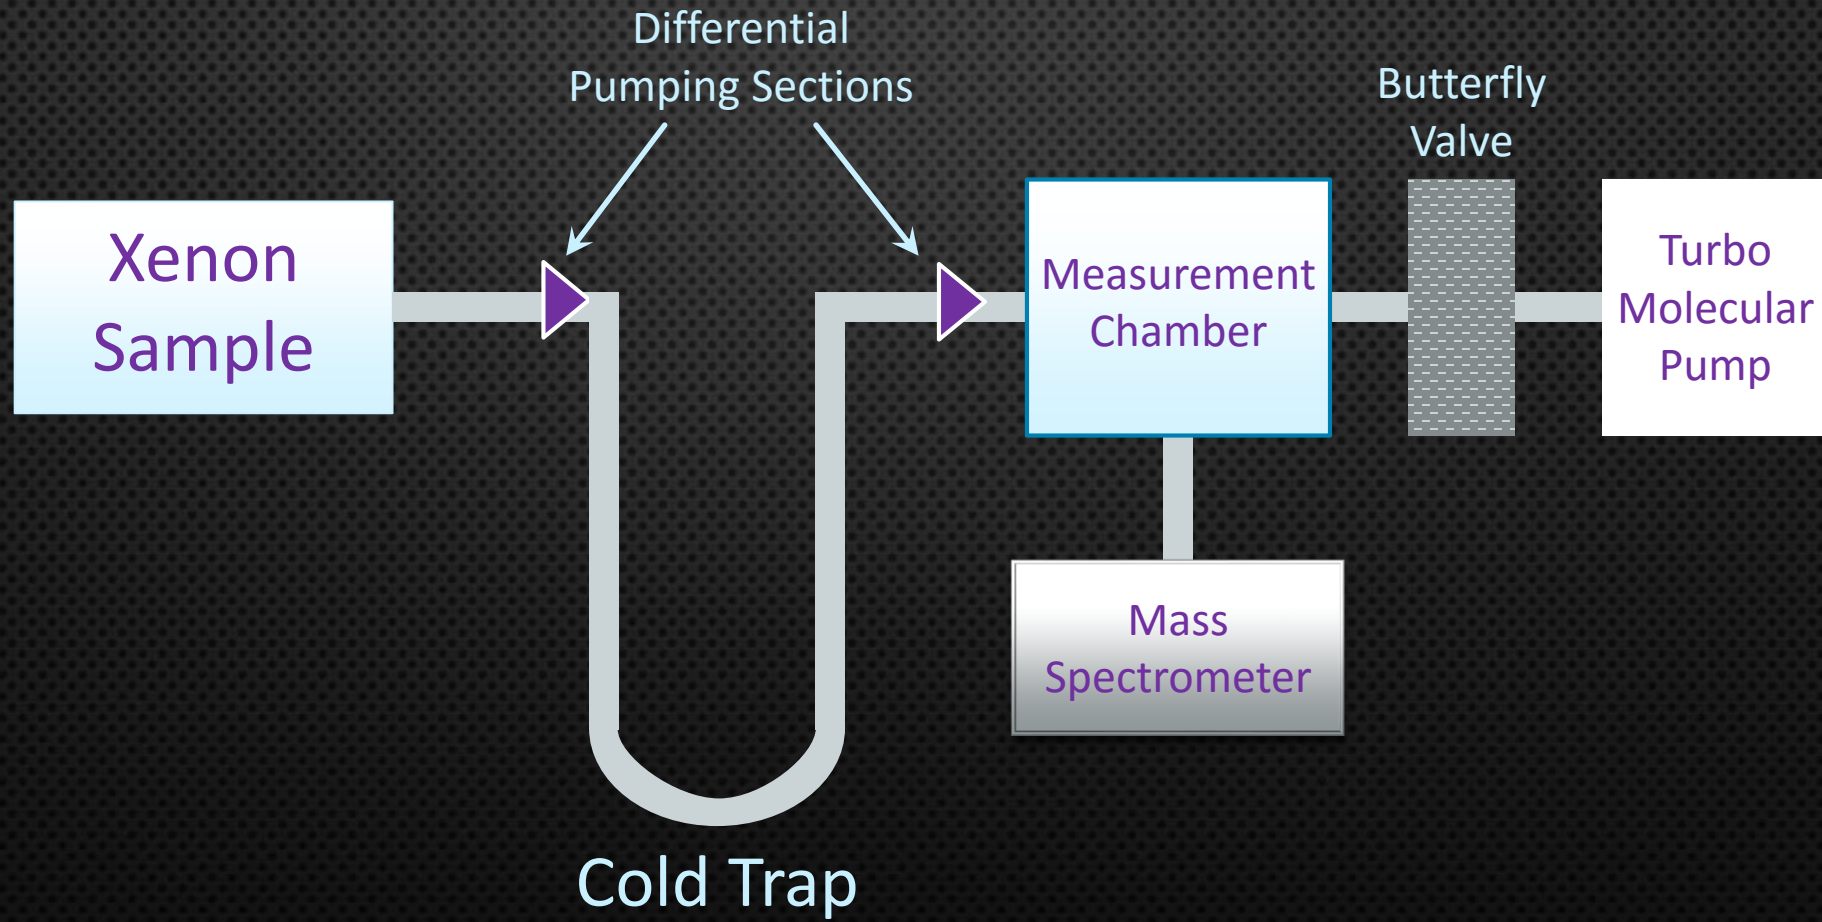 Differential
Pumping Sections
Butterfly
Valve
Xenon
Sample
Measurement
Chamber
Turbo
Molecular
Pump
Mass
Spectrometer
Cold Trap